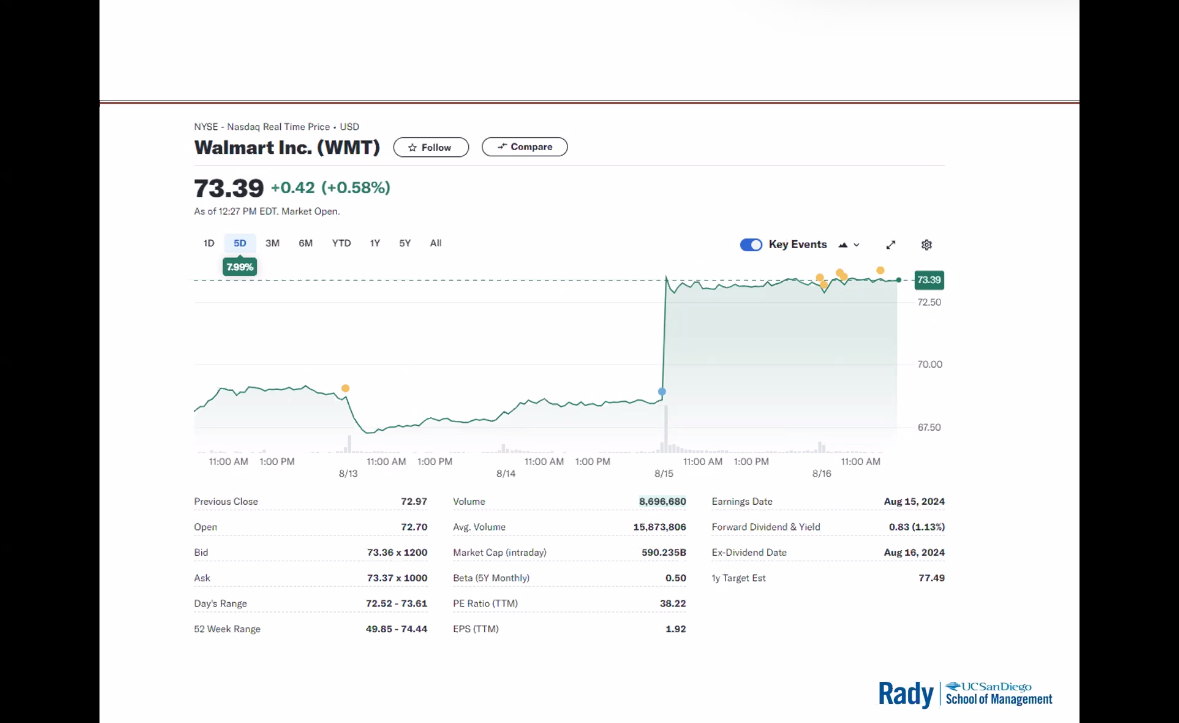 NYSE - Nasdaq Real Time Price • USD
Walmart Inc. (WMT) Follow Compare
73.39 +0.42 (+0.58%)
As of 12:27 PM EDT. Market Open.
1D 5D 3M 6M YTD 1Y 5Y All Key Events
7.99%
73.39
72.50
70.00
67.50
11:00 AM 1:00 PM 11:00 AM 1:00 PM 11:00 AM 1:00 PM 11:00 AM 1:00 PM 11:00 AM
8/13 8/14 8/15 8/16
Previous Close 72.97 Volume 8,696,680 Earnings Date Aug 15, 2024
Open 72.70 Avg. Volume 15,873,806 Forward Dividend & Yield 0.83 (1.13%)
Bid 73.36 x 1200 Market Cap (intraday) 590.235B Ex-Dividend Date Aug 16, 2024
Ask 73.37 x 1000 Beta (5Y Monthly) 0.50 1y Target Est 77.49
Day's Range 72.52 - 73.61 PE Ratio (TTM) 38.22
52 Week Range 49.85 - 74.44 EPS (TTM) 1.92
Rady UC San Diego
School of Management